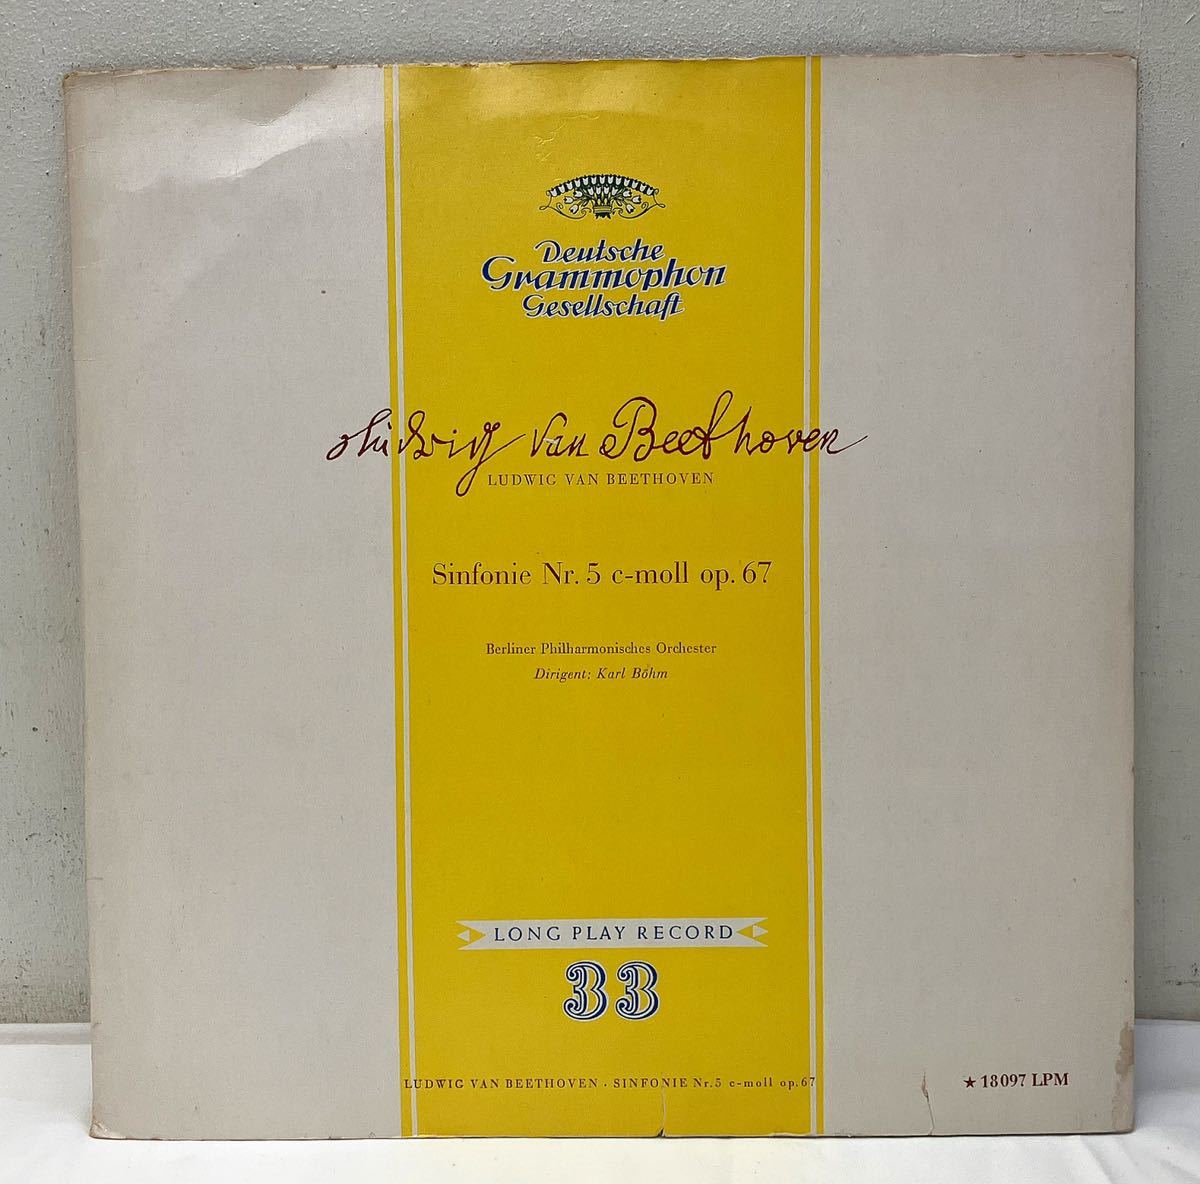 Deutsche
Grammophon
Gesellschaft
Ludwig van Beethoven
LUDWIG VAN BEETHOVEN
Sinfonie Nr. 5 c-moll op. 67
Berliner Philharmonisches Orchester
Dirigent: Karl Böhm
LONG PLAY RECORD
33
LUDWIG VAN BEETHOVEN · SINFONIE Nr. 5 c-moll op. 67
★ 18097 LPM